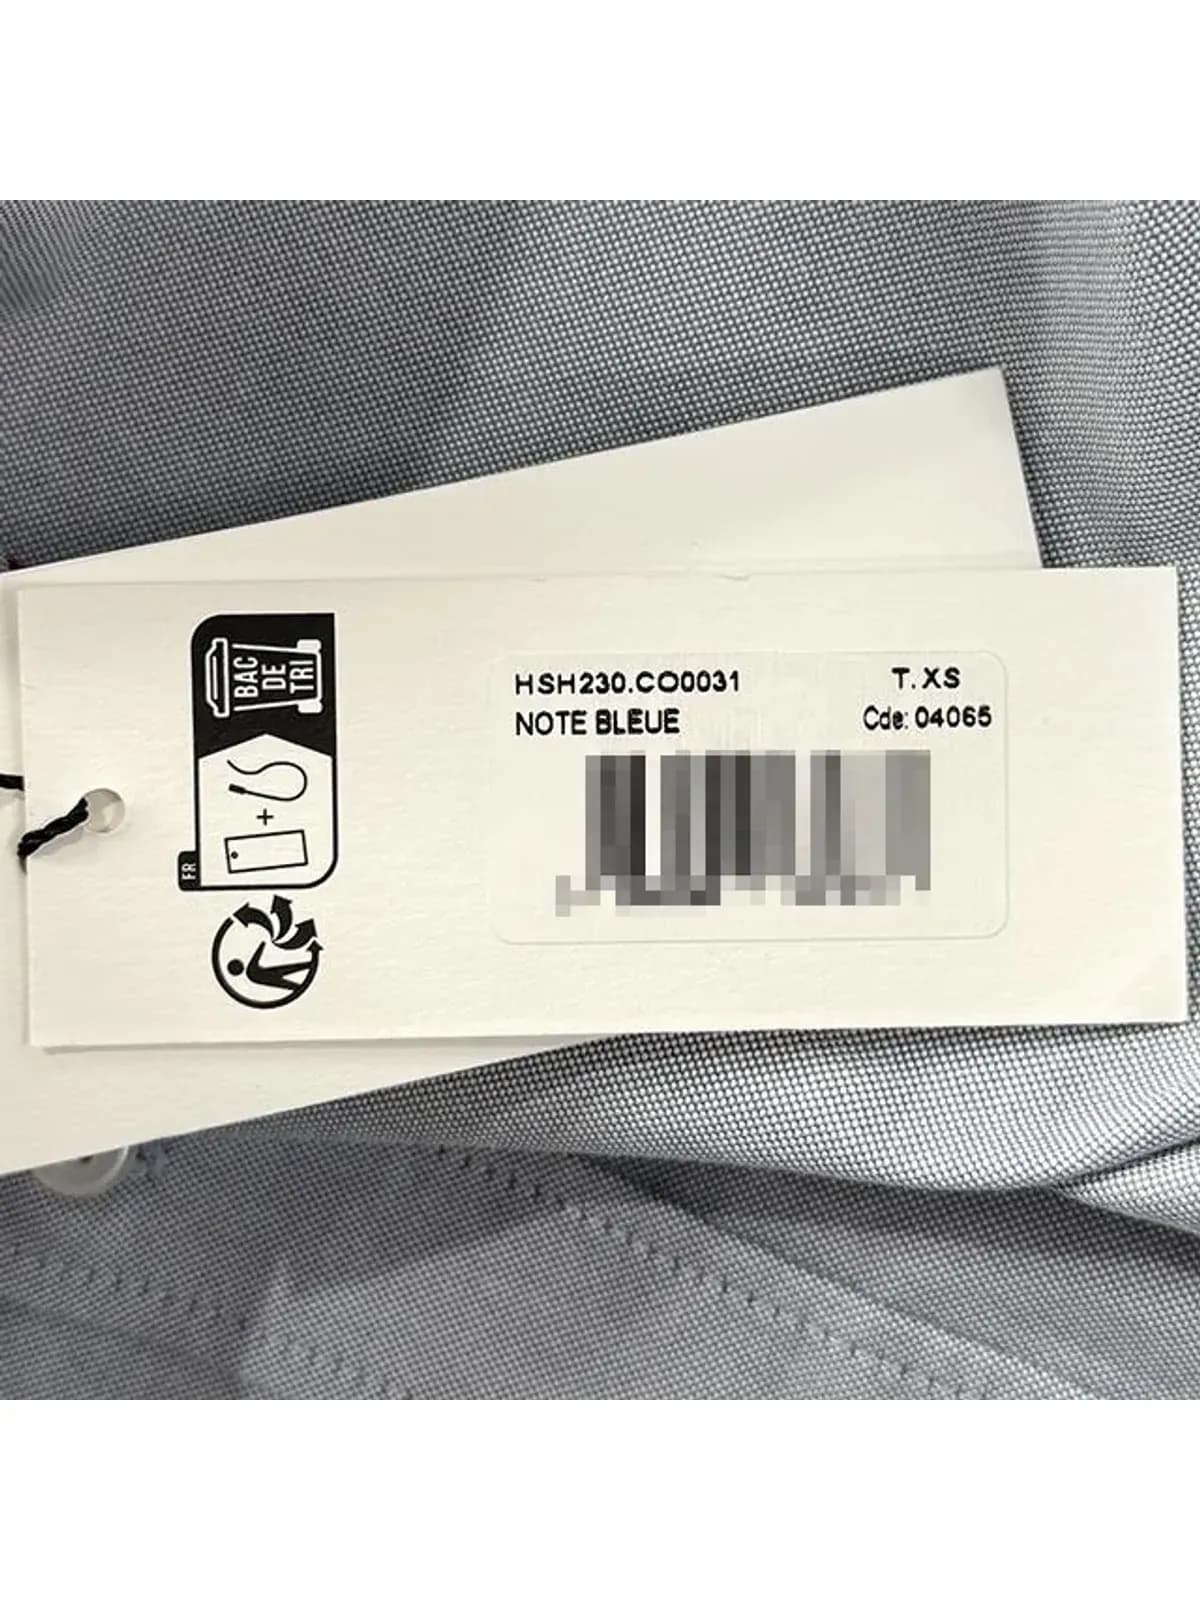 BAC
DE
TRI
FR
HSH230.CO0031
T. XS
NOTE BLEUE
Cde: 04065